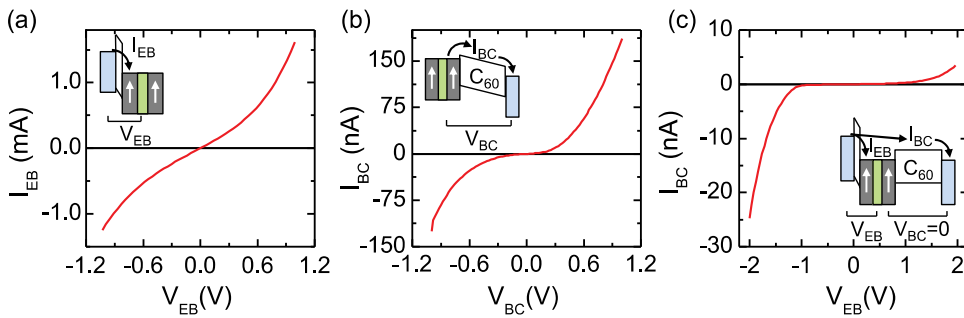 (a)
I_EB (mA)
1.0
0.0
-1.0
-1.2
-0.6
0.0
0.6
1.2
V_EB(V)
I_EB
V_EB
(b)
I_BC (nA)
150
75
0
-75
-150
-1.2
-0.6
0.0
0.6
1.2
V_BC(V)
I_BC
C_60
V_BC
(c)
I_BC (nA)
10
0
-10
-20
-30
-2
-1
0
1
2
V_EB(V)
I_EB
I_BC
C_60
V_EB
V_BC=0